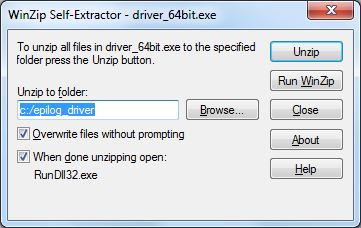 WinZip Self-Extractor - driver_64bit.exe
To unzip all files in driver_64bit.exe to the specified
folder press the Unzip button.
Unzip
Run WinZip
Unzip to folder:
c:/epilog_driver
Browse...
Close
Overwrite files without prompting
About
When done unzipping open:
RunDll32.exe
Help